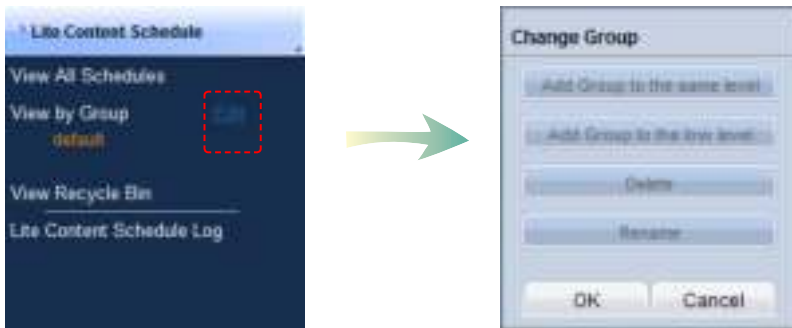 Lite Content Schedule
View All Schedules
View by Group
Edit
default
View Recycle Bin
Lite Content Schedule Log
Change Group
Add Group to the same level
Add Group to the low level
Delete
Rename
OK
Cancel